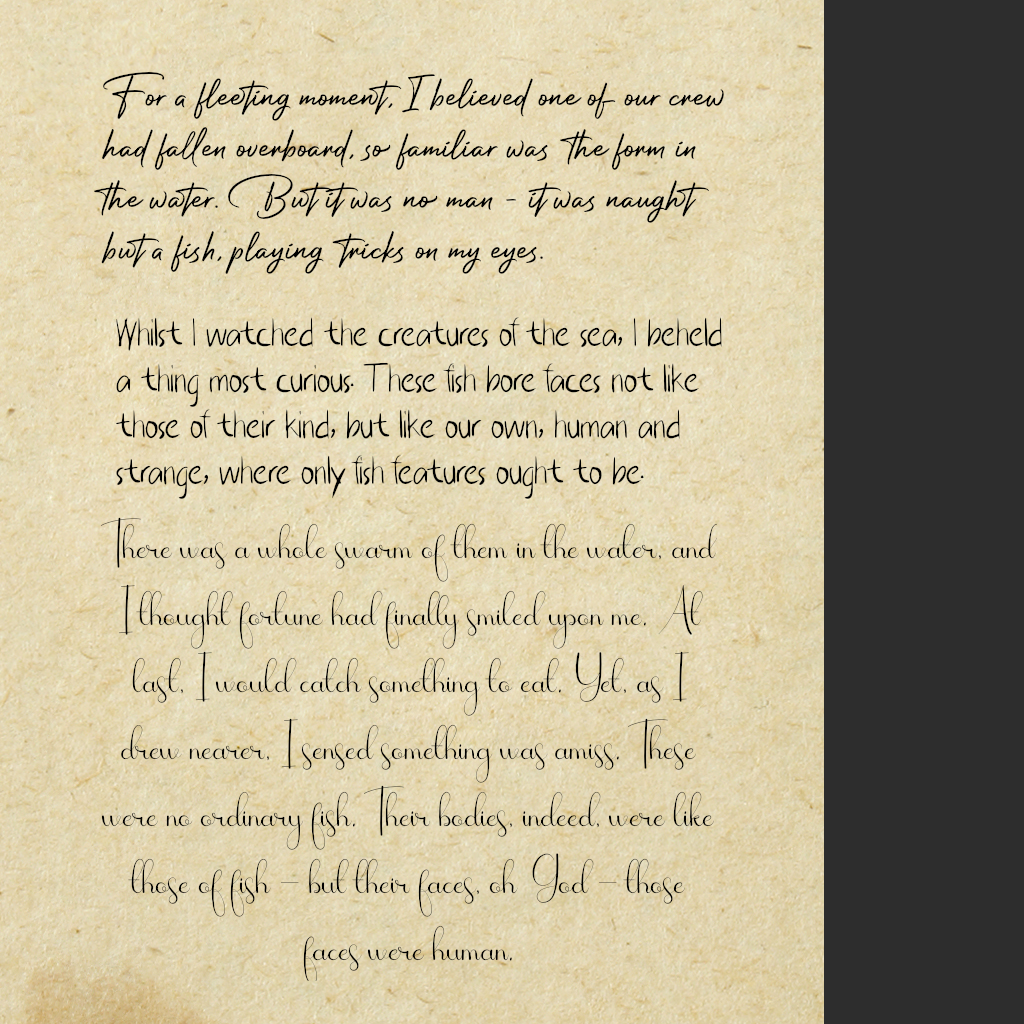 For a fleeting moment, I believed one of our crew
had fallen overboard, so familiar was the form in
the water. But it was no man - it was naught
but a fish, playing tricks on my eyes.
Whilst I watched the creatures of the sea, I beheld
a thing most curious. These fish bore faces not like
those of their kind, but like our own, human and
strange, where only fish features ought to be.
There was a whole swarm of them in the water, and
I thought fortune had finally smiled upon me. At
last, I would catch something to eat. Yet, as I
drew nearer, I sensed something was amiss. These
were no ordinary fish. Their bodies, indeed, were like
those of fish – but their faces, oh God – those
faces were human.